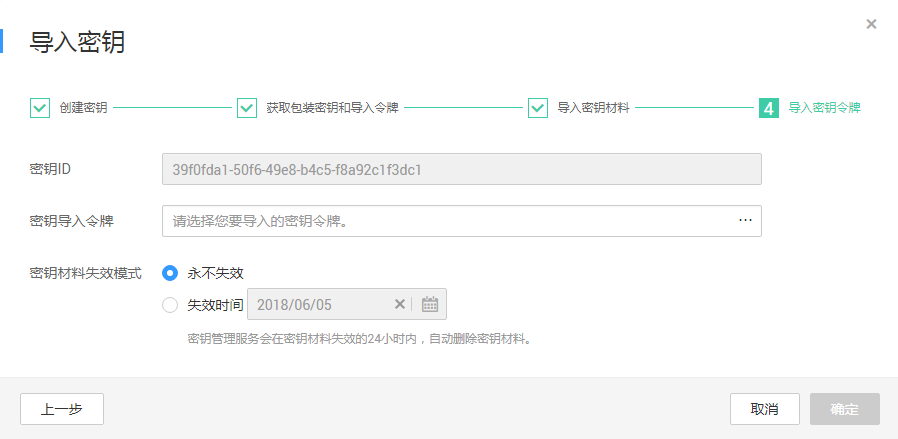 导入密钥
创建密钥 获取包装密钥和导入令牌 导入密钥材料 4 导入密钥令牌
密钥ID 39f0fda1-50f6-49e8-b4c5-f8a92c1f3dc1
密钥导入令牌 请选择您要导入的密钥令牌。 ...
密钥材料失效模式 永不失效
失效时间 2018/06/05
密钥管理服务会在密钥材料失效的24小时内，自动删除密钥材料。
上一步 取消 确定